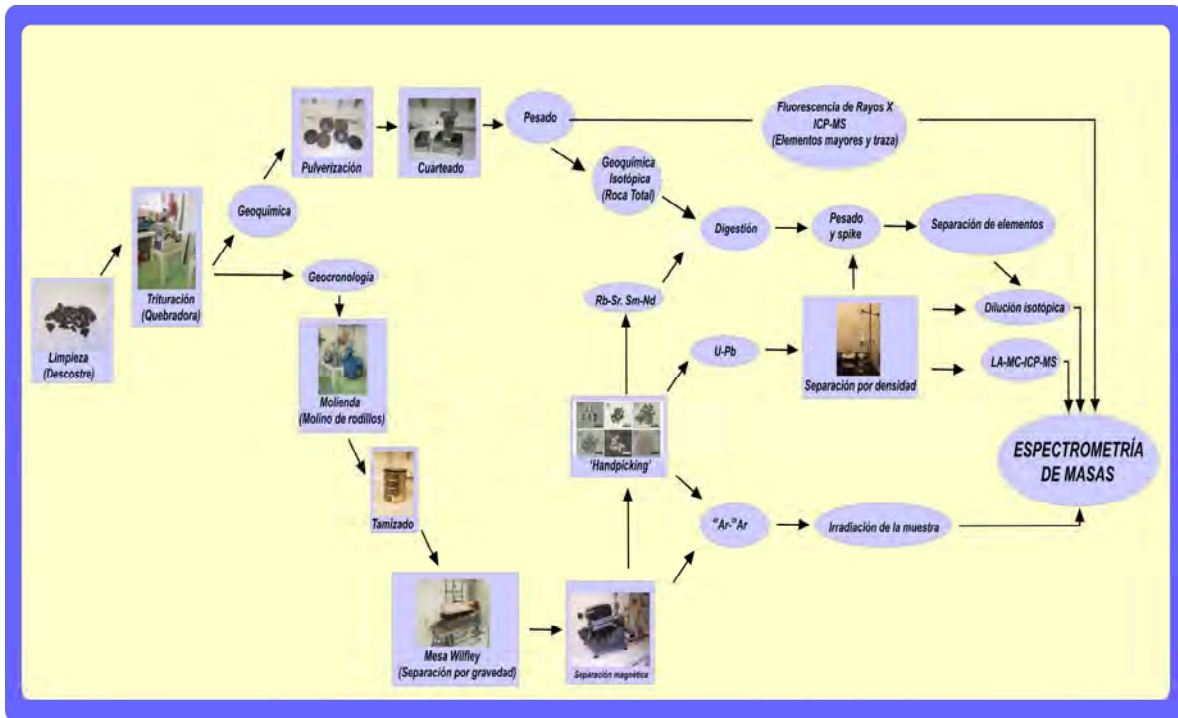 Limpieza
(Descostre)
Trituración
(Quebradora)
Geoquímica
Pulverización
Cuarteado
Pesado
Fluorescencia de Rayos X
ICP-MS
(Elementos mayores y traza)
Geoquímica
Isotópica
(Roca Total)
Digestión
Pesado
y spike
Separación de elementos
Geocronología
Molienda
(Molino de rodillos)
Tamizado
Mesa Wilfley
(Separación por gravedad)
Separación magnética
'Handpicking'
Rb-Sr. Sm-Nd
U-Pb
Separación por densidad
Dilución isotópica
LA-MC-ICP-MS
⁴⁰Ar-³⁹Ar
Irradiación de la muestra
ESPECTROMETRÍA
DE MASAS